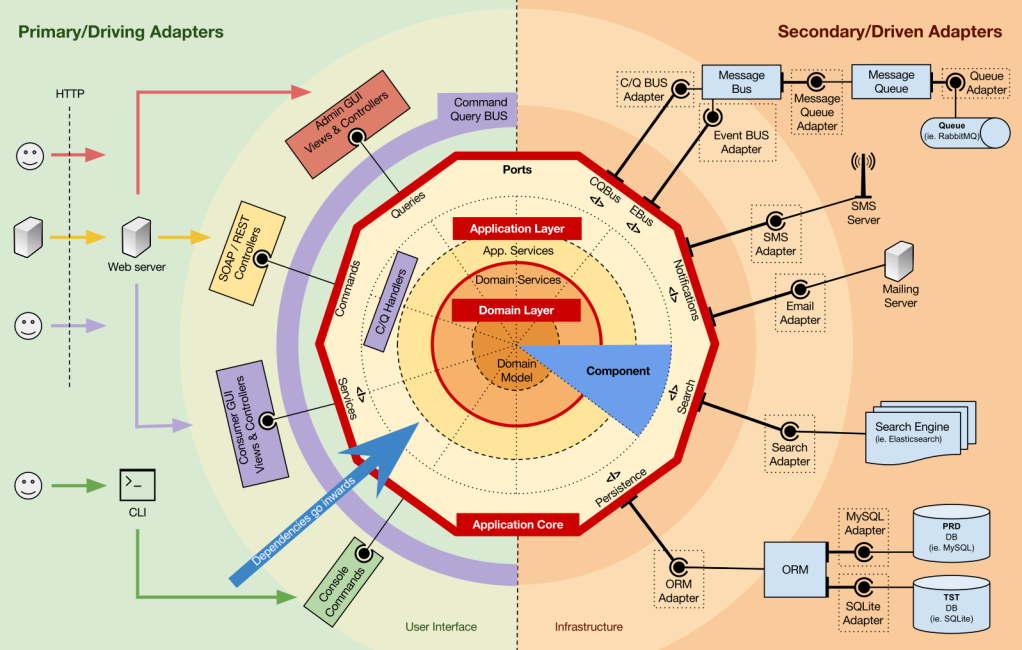 Primary/Driving Adapters
Secondary/Driven Adapters
HTTP
Admin GUI
Views & Controllers
Command
Query BUS
C/Q BUS
Adapter
Message
Bus
Message
Queue
Adapter
Message
Queue
Queue
Adapter
Event BUS
Adapter
Queue
(ie. RabbitMQ)
Ports
Queries
CQBus
</>
EBus
</>
SMS
Server
SOAP / REST
Controllers
Web server
Application Layer
App. Services
SMS
Adapter
Commands
C/Q Handlers
Domain Services
Notifications
</>
Mailing
Server
Domain Layer
Email
Adapter
Domain
Model
Component
Consumer GUI
Views & Controllers
Services
</>
Search
</>
Search Engine
(ie. Elasticsearch)
Search
Adapter
Persistence
</>
>_
CLI
Dependencies go inwards
Application Core
MySQL
Adapter
PRD
DB
(ie. MySQL)
ORM
ORM
Adapter
Console
Commands
SQLite
Adapter
TST
DB
(ie. SQLite)
User Interface
Infrastructure